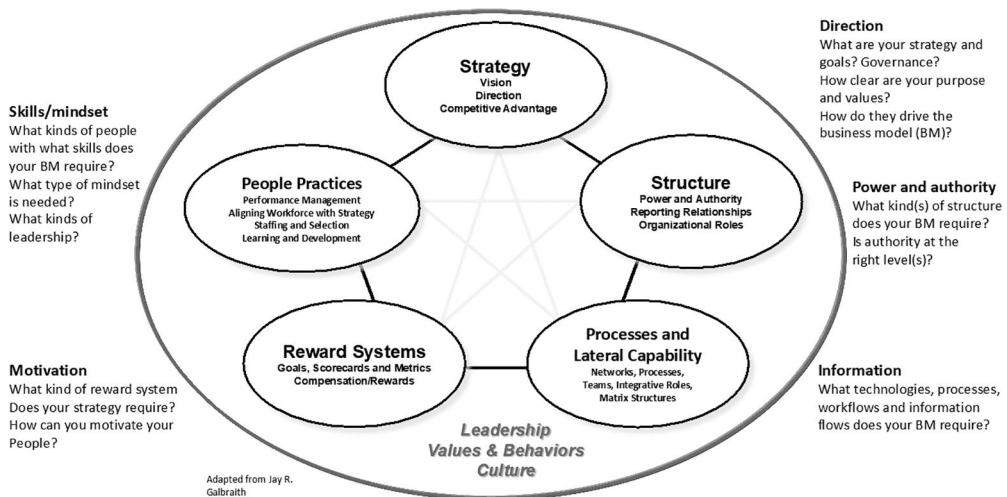 Strategy
Vision
Direction
Competitive Advantage
Direction
What are your strategy and
goals? Governance?
How clear are your purpose
and values?
How do they drive the
business model (BM)?
Skills/mindset
What kinds of people
with what skills does
your BM require?
What type of mindset
is needed?
What kinds of
leadership?
People Practices
Performance Management
Aligning Workforce with Strategy
Staffing and Selection
Learning and Development
Structure
Power and Authority
Reporting Relationships
Organizational Roles
Power and authority
What kind(s) of structure
does your BM require?
Is authority at the
right level(s)?
Motivation
What kind of reward system
Does your strategy require?
How can you motivate your
People?
Reward Systems
Goals, Scorecards and Metrics
Compensation/Rewards
Processes and
Lateral Capability
Networks, Processes,
Teams, Integrative Roles,
Matrix Structures
Information
What technologies, processes,
workflows and information
flows does your BM require?
Leadership
Values & Behaviors
Culture
Adapted from Jay R.
Galbraith